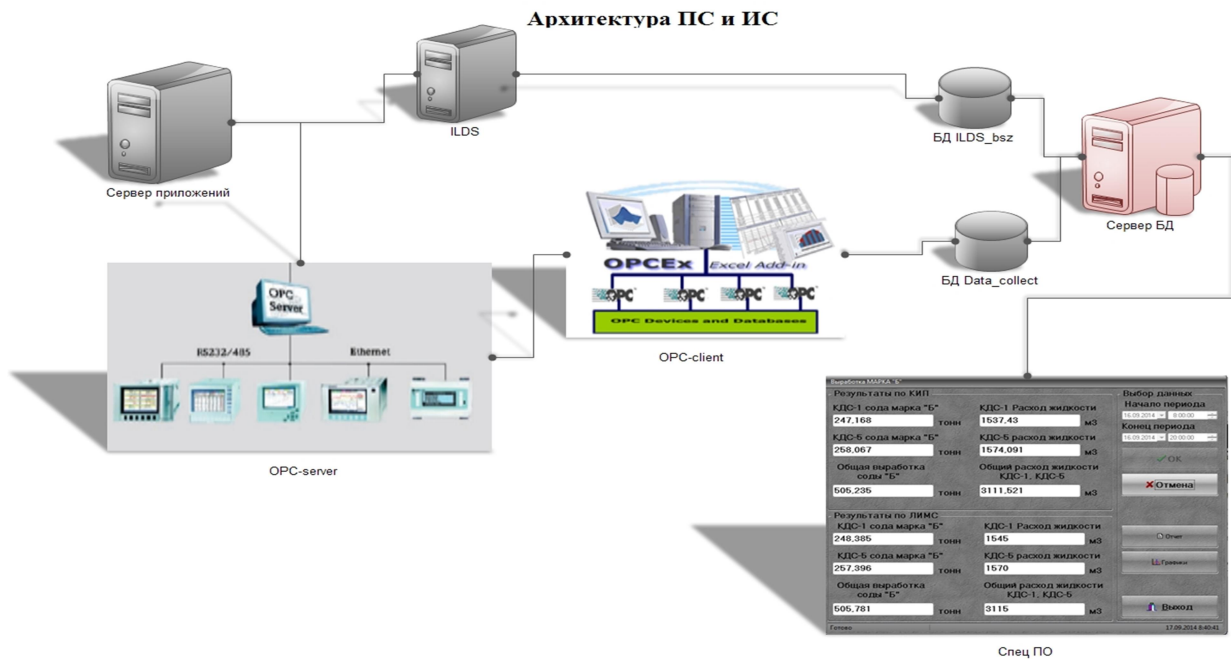 Архитектура ПС и ИС
ILDS
БД ILDS_bsz
Сервер приложений
Сервер БД
OPCEx Excel Add-in
OPC OPC OPC OPC
OPC Devices and Databases
БД Data_collect
OPC-client
OPC Server
RS232/485 Ethernet
OPC-server
Выработка МАРКА "Б"
Результаты по КИП
КДС-1 сода марка "Б" КДС-1 Расход жидкости
247,168 тонн 1537,43 м3
КДС-5 сода марка "Б" КДС-5 расход жидкости
258,067 тонн 1574,091 м3
Общая выработка соды "Б" Общий расход жидкости КДС-1, КДС-5
505,235 тонн 3111,521 м3
Результаты по ЛИМС
КДС-1 сода марка "Б" КДС-1 Расход жидкости
248,385 тонн 1545 м3
КДС-5 сода марка "Б" КДС-5 расход жидкости
257,396 тонн 1570 м3
Общая выработка соды "Б" Общий расход жидкости КДС-1, КДС-5
505,781 тонн 3115 м3
Выбор данных
Начало периода
16.09.2014 8:00:00
Конец периода
16.09.2014 20:00:00
OK
Отмена
Отчет
Графики
Выход
Готово 17.09.2014 8:40:41
Спец ПО